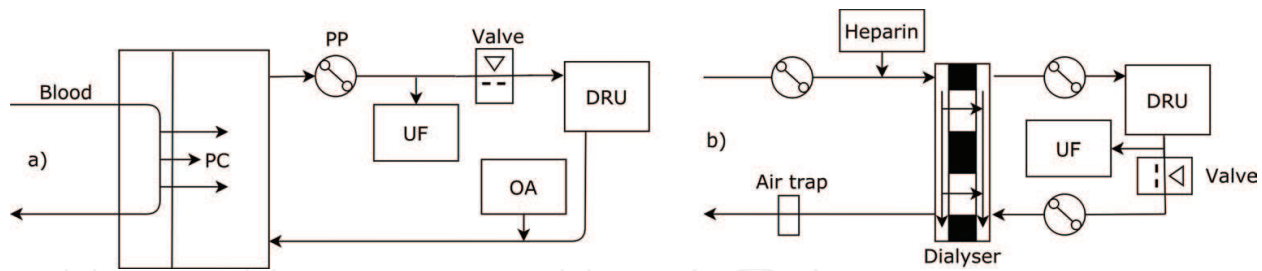 PP
Valve
Blood
DRU
UF
a)
PC
OA
Heparin
DRU
b)
UF
Air trap
Valve
Dialyser